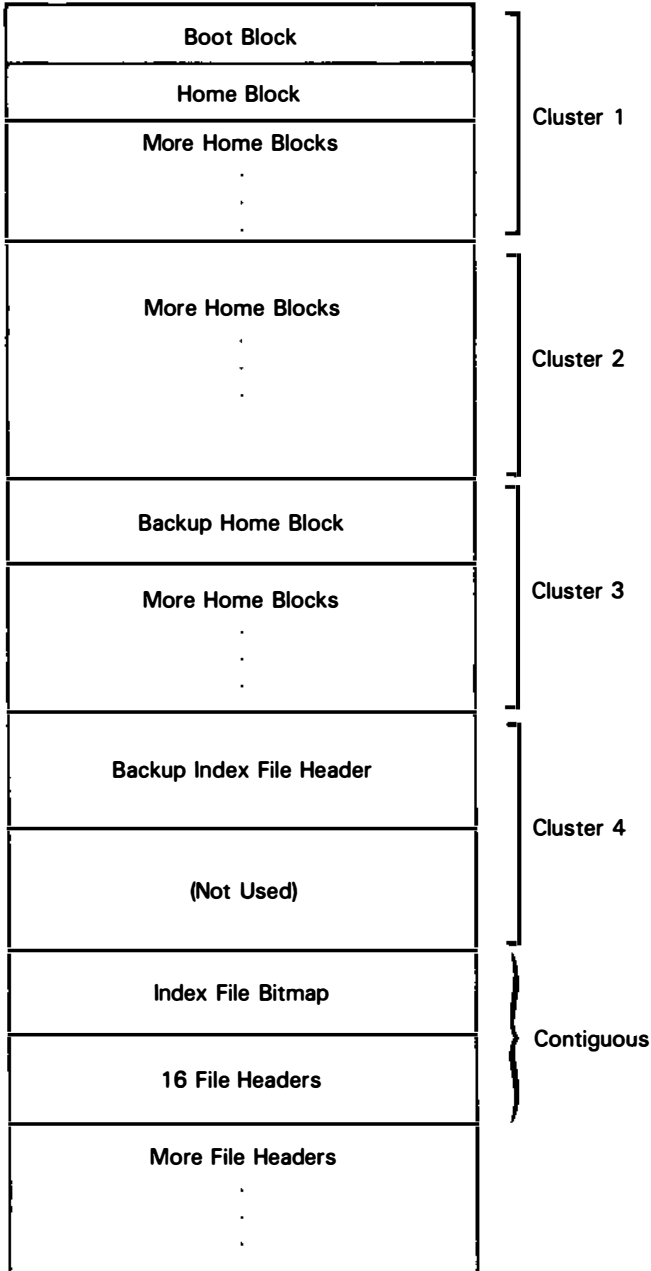 Boot Block
Home Block
Cluster 1
More Home Blocks
More Home Blocks
Cluster 2
Backup Home Block
Cluster 3
More Home Blocks
Backup Index File Header
Cluster 4
(Not Used)
Index File Bitmap
Contiguous
16 File Headers
More File Headers